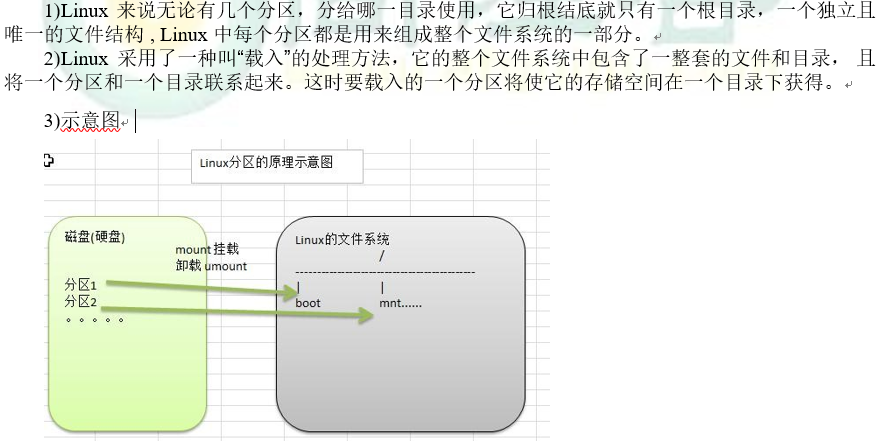 1)Linux 来说无论有几个分区，分给哪一目录使用，它归根结底就只有一个根目录，一个独立且
唯一的文件结构 , Linux 中每个分区都是用来组成整个文件系统的一部分。
2)Linux 采用了一种叫“载入”的处理方法，它的整个文件系统中包含了一整套的文件和目录， 且
将一个分区和一个目录联系起来。这时要载入的一个分区将使它的存储空间在一个目录下获得。
3)示意图
Linux分区的原理示意图
磁盘(硬盘)
分区1
分区2
。。。。。
mount 挂载
卸载 umount
Linux的文件系统
/
-----------------------------------------
| |
boot mnt......